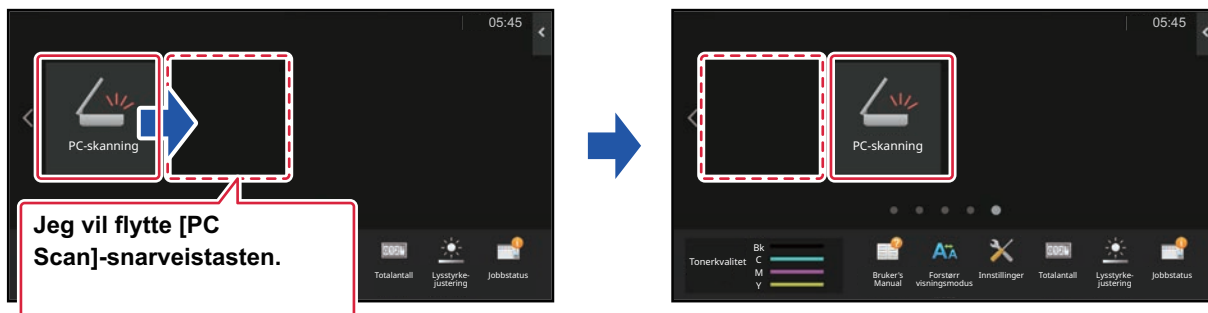 05:45
PC-skanning
Jeg vil flytte [PC
Scan]-snarveistasten.
Totalantall
Lysstyrke-
justering
Jobbstatus
05:45
PC-skanning
Tonerkvalitet
Bk
C
M
Y
Bruker's
Manual
Forstørr
visningsmodus
Innstillinger
Totalantall
Lysstyrke-
justering
Jobbstatus